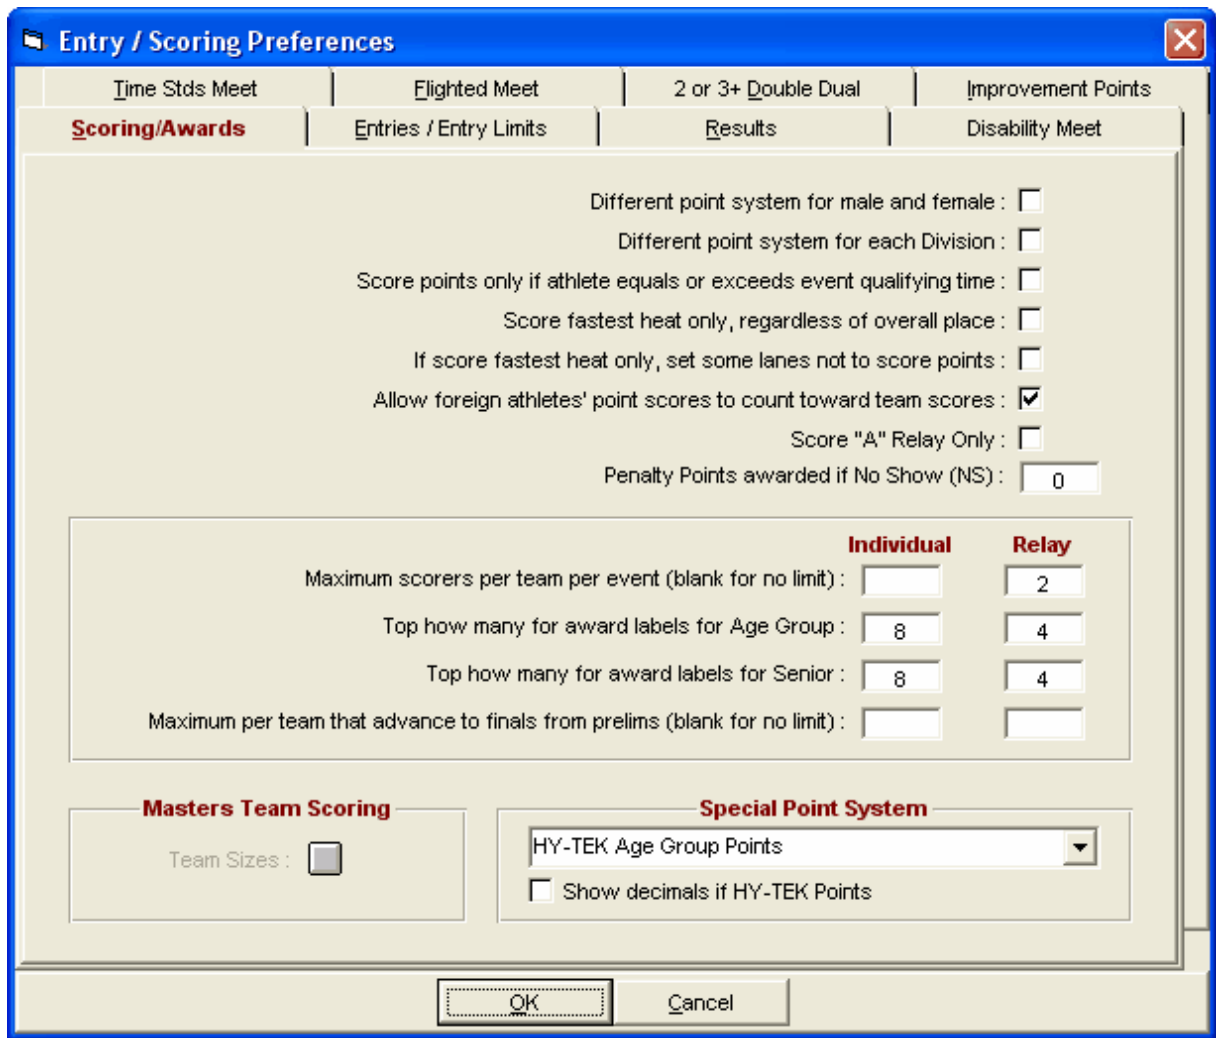 Entry / Scoring Preferences
Time Stds Meet Flighted Meet 2 or 3+ Double Dual Improvement Points
Scoring/Awards Entries / Entry Limits Results Disability Meet
Different point system for male and female :
Different point system for each Division :
Score points only if athlete equals or exceeds event qualifying time :
Score fastest heat only, regardless of overall place :
If score fastest heat only, set some lanes not to score points :
Allow foreign athletes' point scores to count toward team scores :
Score "A" Relay Only :
Penalty Points awarded if No Show (NS) : 0
Individual Relay
Maximum scorers per team per event (blank for no limit) : 2
Top how many for award labels for Age Group : 8 4
Top how many for award labels for Senior : 8 4
Maximum per team that advance to finals from prelims (blank for no limit) :
Masters Team Scoring Special Point System
HY-TEK Age Group Points
Team Sizes :
Show decimals if HY-TEK Points
OK Cancel